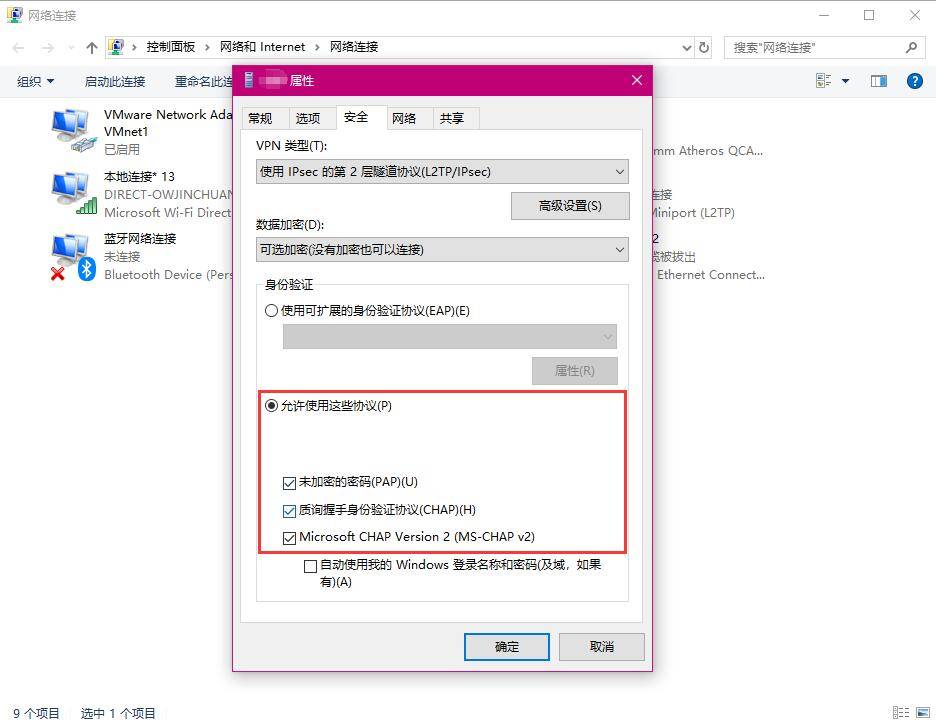 网络连接
控制面板 > 网络和 Internet > 网络连接
搜索"网络连接"
组织
启动此连接
重命名此连
VMware Network Ada
VMnet1
已启用
本地连接* 13
DIRECT-OWJINCHUAN
Microsoft Wi-Fi Direct
蓝牙网络连接
未连接
Bluetooth Device (Pers
属性
常规
选项
安全
网络
共享
VPN 类型(T):
使用 IPsec 的第 2 层隧道协议(L2TP/IPsec)
高级设置(S)
数据加密(D):
可选加密(没有加密也可以连接)
身份验证
使用可扩展的身份验证协议(EAP)(E)
属性(R)
允许使用这些协议(P)
未加密的密码(PAP)(U)
质询握手身份验证协议(CHAP)(H)
Microsoft CHAP Version 2 (MS-CHAP v2)
自动使用我的 Windows 登录名称和密码(及域，如果
有)(A)
确定
取消
mm Atheros QCA...
连接
Miniport (L2TP)
2
缆被拔出
Ethernet Connect...
9 个项目
选中 1 个项目